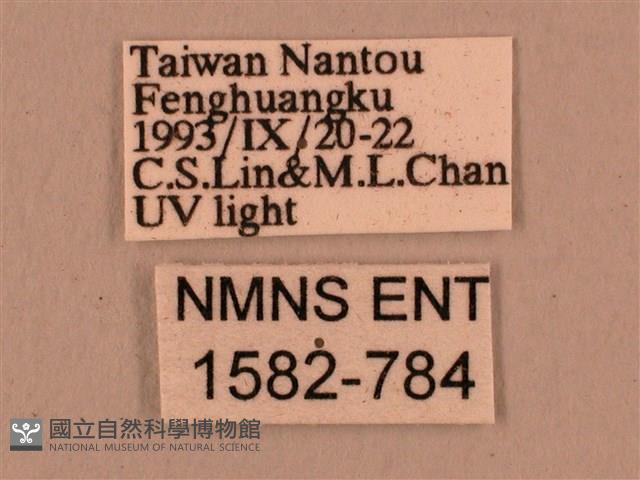 Taiwan Nantou
Fenghuangku
1993/IX/20-22
C.S.Lin&M.L.Chan
UV light
NMNS ENT
1582-784
國立自然科學博物館
NATIONAL MUSEUM OF NATURAL SCIENCE